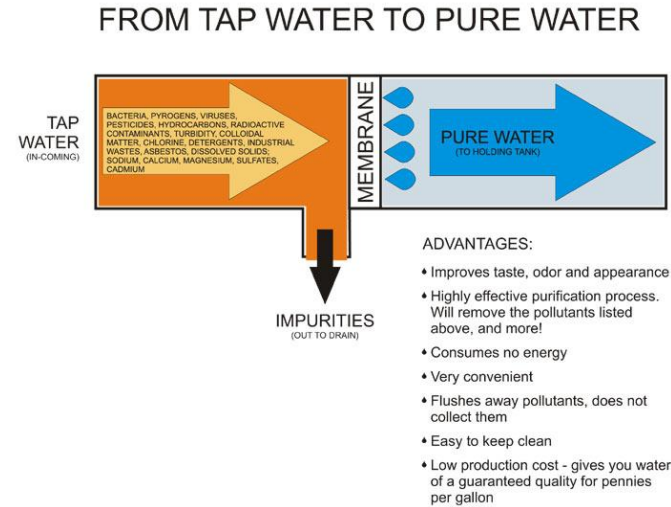 FROM TAP WATER TO PURE WATER
TAP
WATER
(IN-COMING)
BACTERIA, PYROGENS, VIRUSES,
PESTICIDES, HYDROCARBONS, RADIOACTIVE
CONTAMINANTS, TURBIDITY, COLLOIDAL
MATTER, CHLORINE, DETERGENTS, INDUSTRIAL
WASTES, ASBESTOS, DISSOLVED SOLIDS;
SODIUM, CALCIUM, MAGNESIUM, SULFATES,
CADMIUM
MEMBRANE
PURE WATER
(TO HOLDING TANK)
IMPURITIES
(OUT TO DRAIN)
ADVANTAGES:
Improves taste, odor and appearance
Highly effective purification process.
Will remove the pollutants listed
above, and more!
Consumes no energy
Very convenient
Flushes away pollutants, does not
collect them
Easy to keep clean
Low production cost - gives you water
of a guaranteed quality for pennies
per gallon